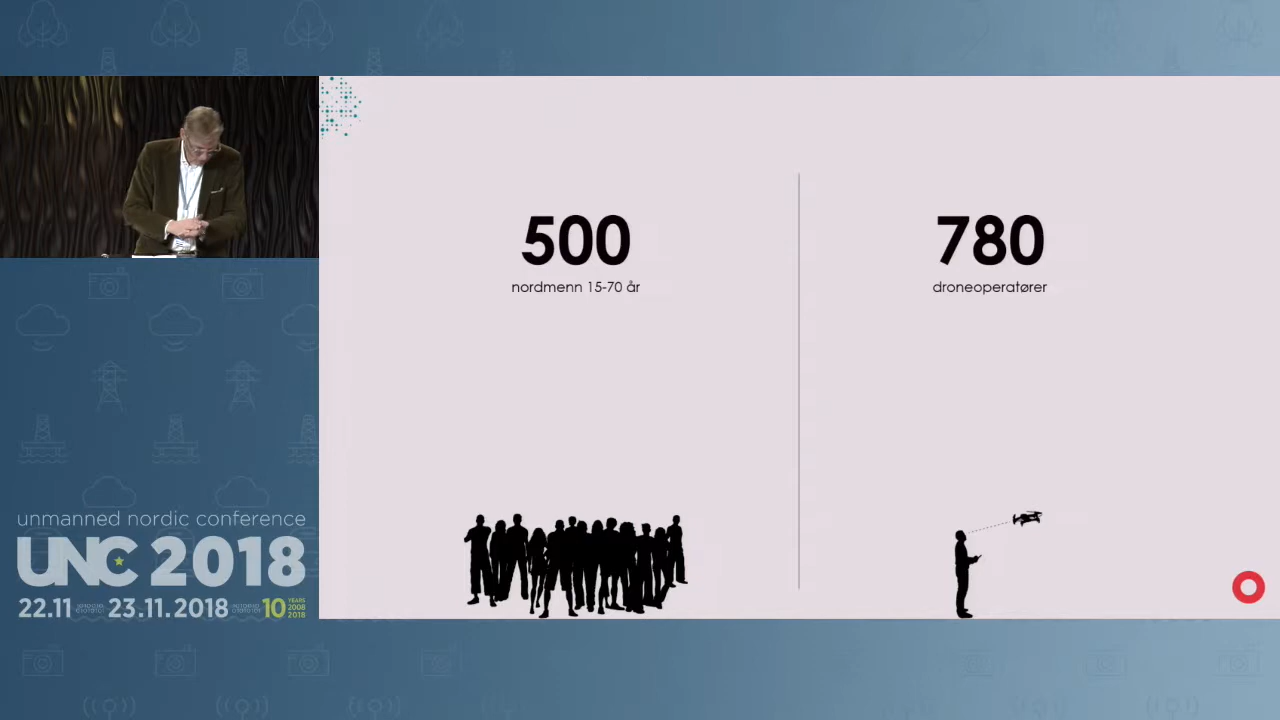 500
nordmenn 15-70 år
780
droneoperatører
unmanned nordic conference
UNC 2018
22.11 23.11.2018 10 YEARS
2008
2018